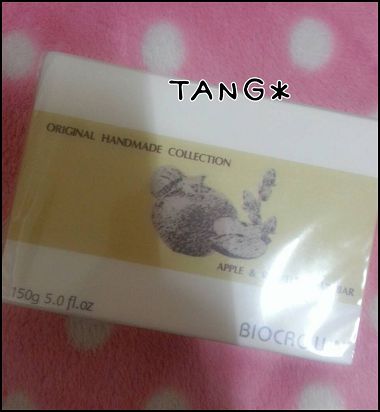 TANG*
ORIGINAL HANDMADE COLLECTION
APPLE & BAR
150g 5.0 fl.oz